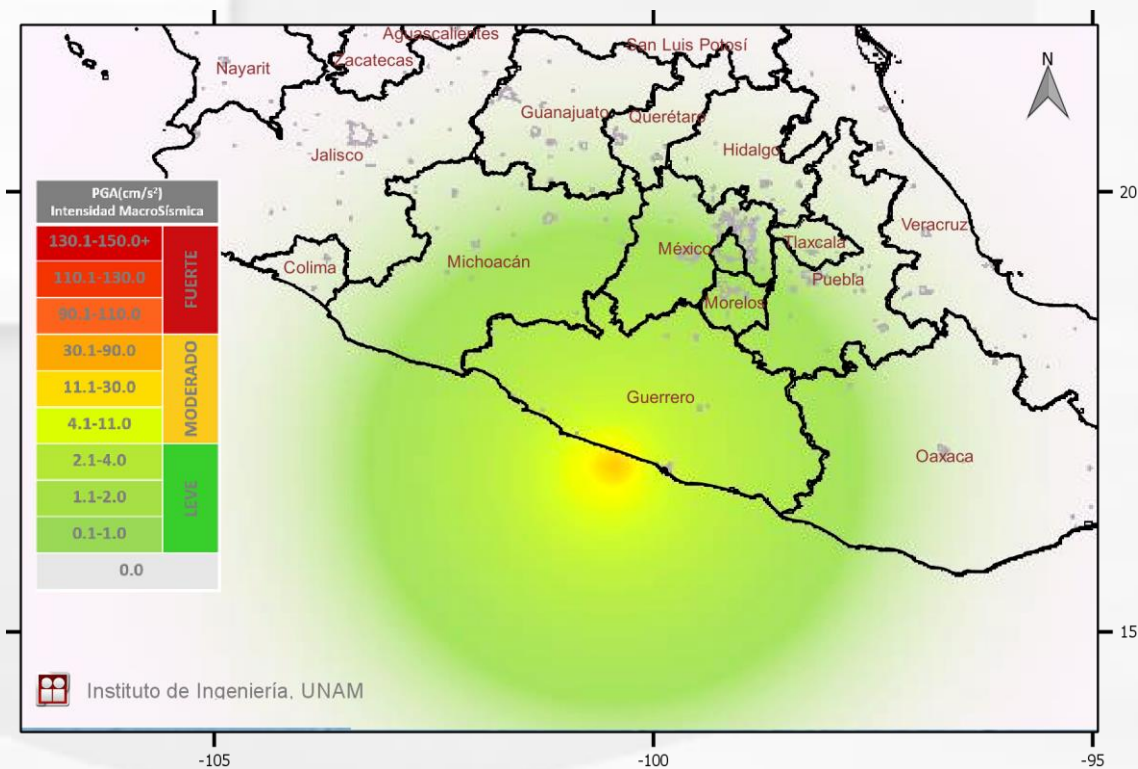 Aguascalientes
San Luis Potosí
Zacatecas
Nayarit
N
Guanajuato
Querétaro
Hidalgo
Jalisco
20
PGA(cm/s²)
Intensidad MacroSísmica
130.1-150.0+
110.1-130.0
90.1-110.0
FUERTE
30.1-90.0
11.1-30.0
4.1-11.0
MODERADO
2.1-4.0
1.1-2.0
0.1-1.0
LEVE
0.0
Veracruz
Tlaxcala
México
Colima
Michoacán
Puebla
Morelos
Guerrero
Oaxaca
15
Instituto de Ingeniería, UNAM
-105
-100
-95